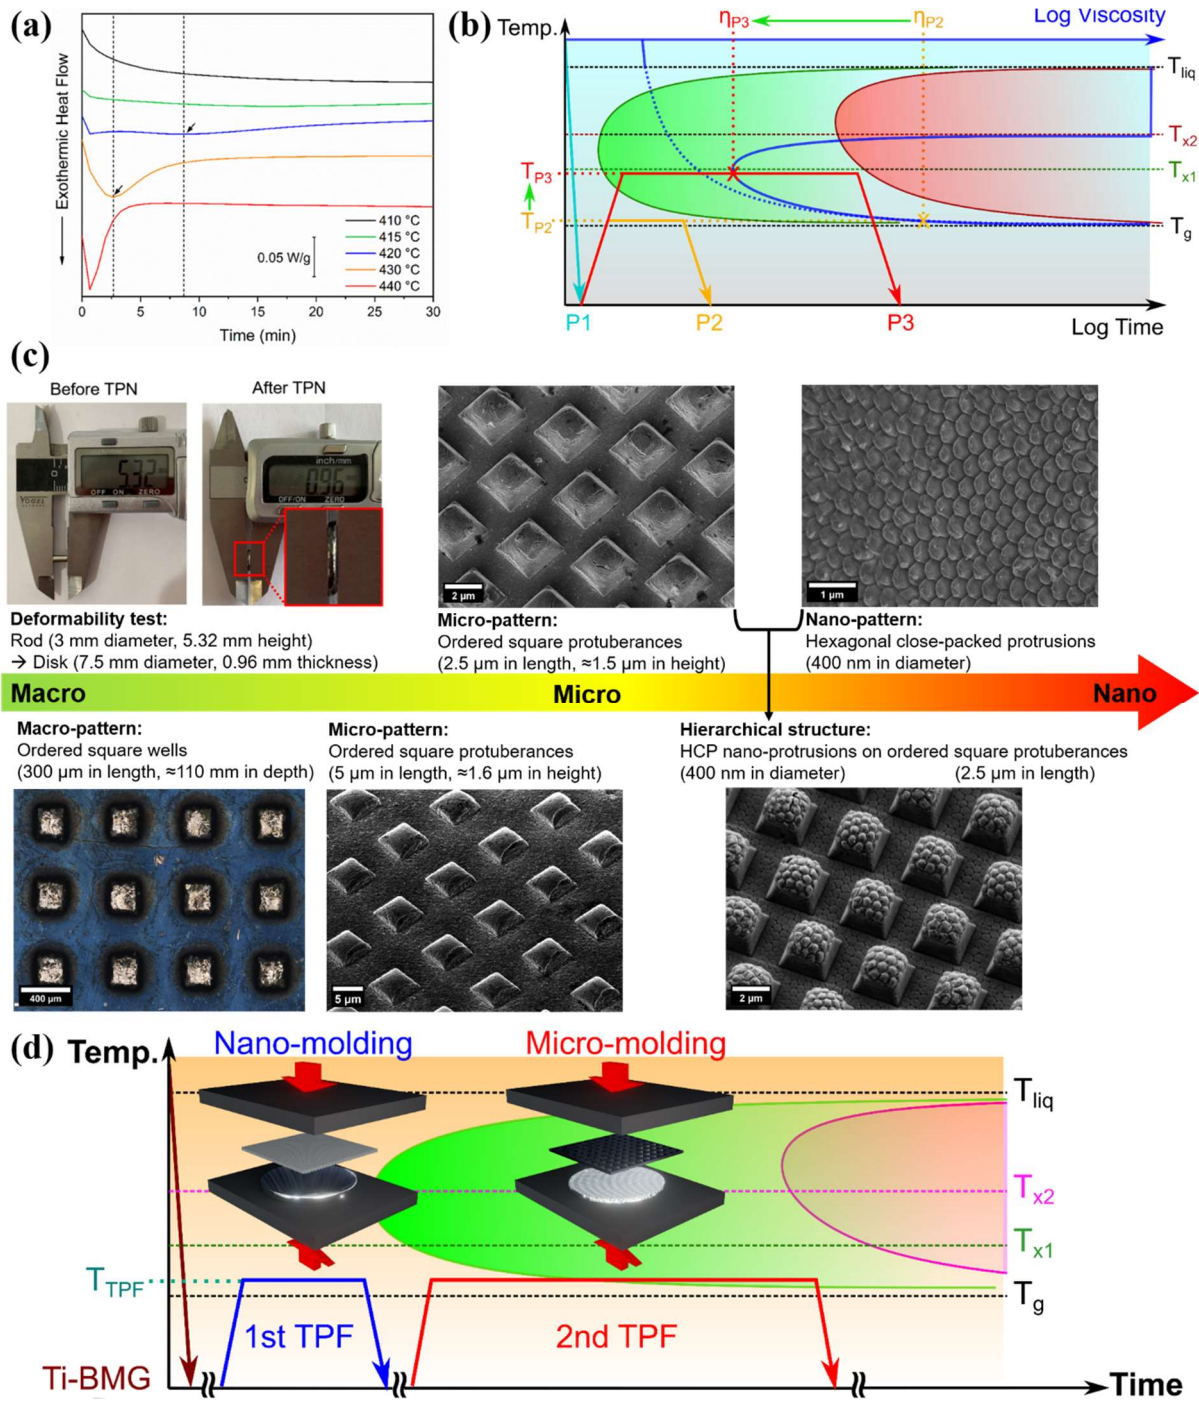 (a)
Exothermic Heat Flow
410 °C
415 °C
420 °C
430 °C
440 °C
0.05 W/g
0 5 10 15 20 25 30
Time (min)
(b)
Temp.
ηP3
ηP2
Log Viscosity
Tliq
Tx2
Tx1
Tg
TP3
TP2
P1
P2
P3
Log Time
(c)
Before TPN
After TPN
5.32
OFF ON ZERO
VOGEL
inch/mm
0.96
OFF/ON ZERO
2 µm
1 µm
Deformability test:
Rod (3 mm diameter, 5.32 mm height)
→ Disk (7.5 mm diameter, 0.96 mm thickness)
Micro-pattern:
Ordered square protuberances
(2.5 µm in length, ≈1.5 µm in height)
Nano-pattern:
Hexagonal close-packed protrusions
(400 nm in diameter)
Macro
Micro
Nano
Macro-pattern:
Ordered square wells
(300 µm in length, ≈110 mm in depth)
Micro-pattern:
Ordered square protuberances
(5 µm in length, ≈1.6 µm in height)
Hierarchical structure:
HCP nano-protrusions on ordered square protuberances
(400 nm in diameter) (2.5 µm in length)
400 µm
5 µm
2 µm
(d)
Temp.
Nano-molding
Micro-molding
Tliq
Tx2
Tx1
Tg
TTPF
1st TPF
2nd TPF
Ti-BMG
Time